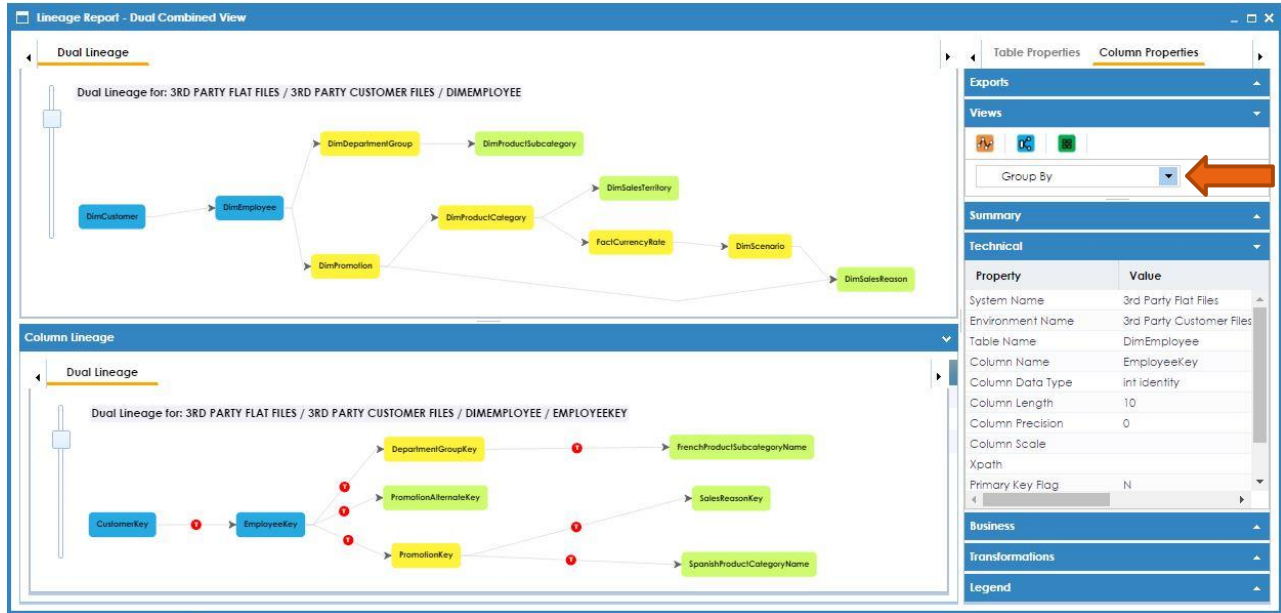 Lineage Report - Dual Combined View
Dual Lineage
Dual Lineage for: 3RD PARTY FLAT FILES / 3RD PARTY CUSTOMER FILES / DIMEMPLOYEE
DimDepartmentGroup
DimProductSubcategory
DimSalesTerritory
DimCustomer
DimEmployee
DimProductCategory
FactCurrencyRate
DimScenario
DimPromotion
DimSalesReason
Column Lineage
Dual Lineage
Dual Lineage for: 3RD PARTY FLAT FILES / 3RD PARTY CUSTOMER FILES / DIMEMPLOYEE / EMPLOYEEKEY
DepartmentGroupKey
T
FrenchProductSubcategoryName
T
PromotionAlternateKey
SalesReasonKey
T
CustomerKey
T
EmployeeKey
T
T
PromotionKey
T
SpanishProductCategoryName
Table Properties Column Properties
Exports
Views
Group By
Summary
Technical
Property Value
System Name 3rd Party Flat Files
Environment Name 3rd Party Customer Files
Table Name DimEmployee
Column Name EmployeeKey
Column Data Type int identity
Column Length 10
Column Precision 0
Column Scale
Xpath
Primary Key Flag N
Business
Transformations
Legend